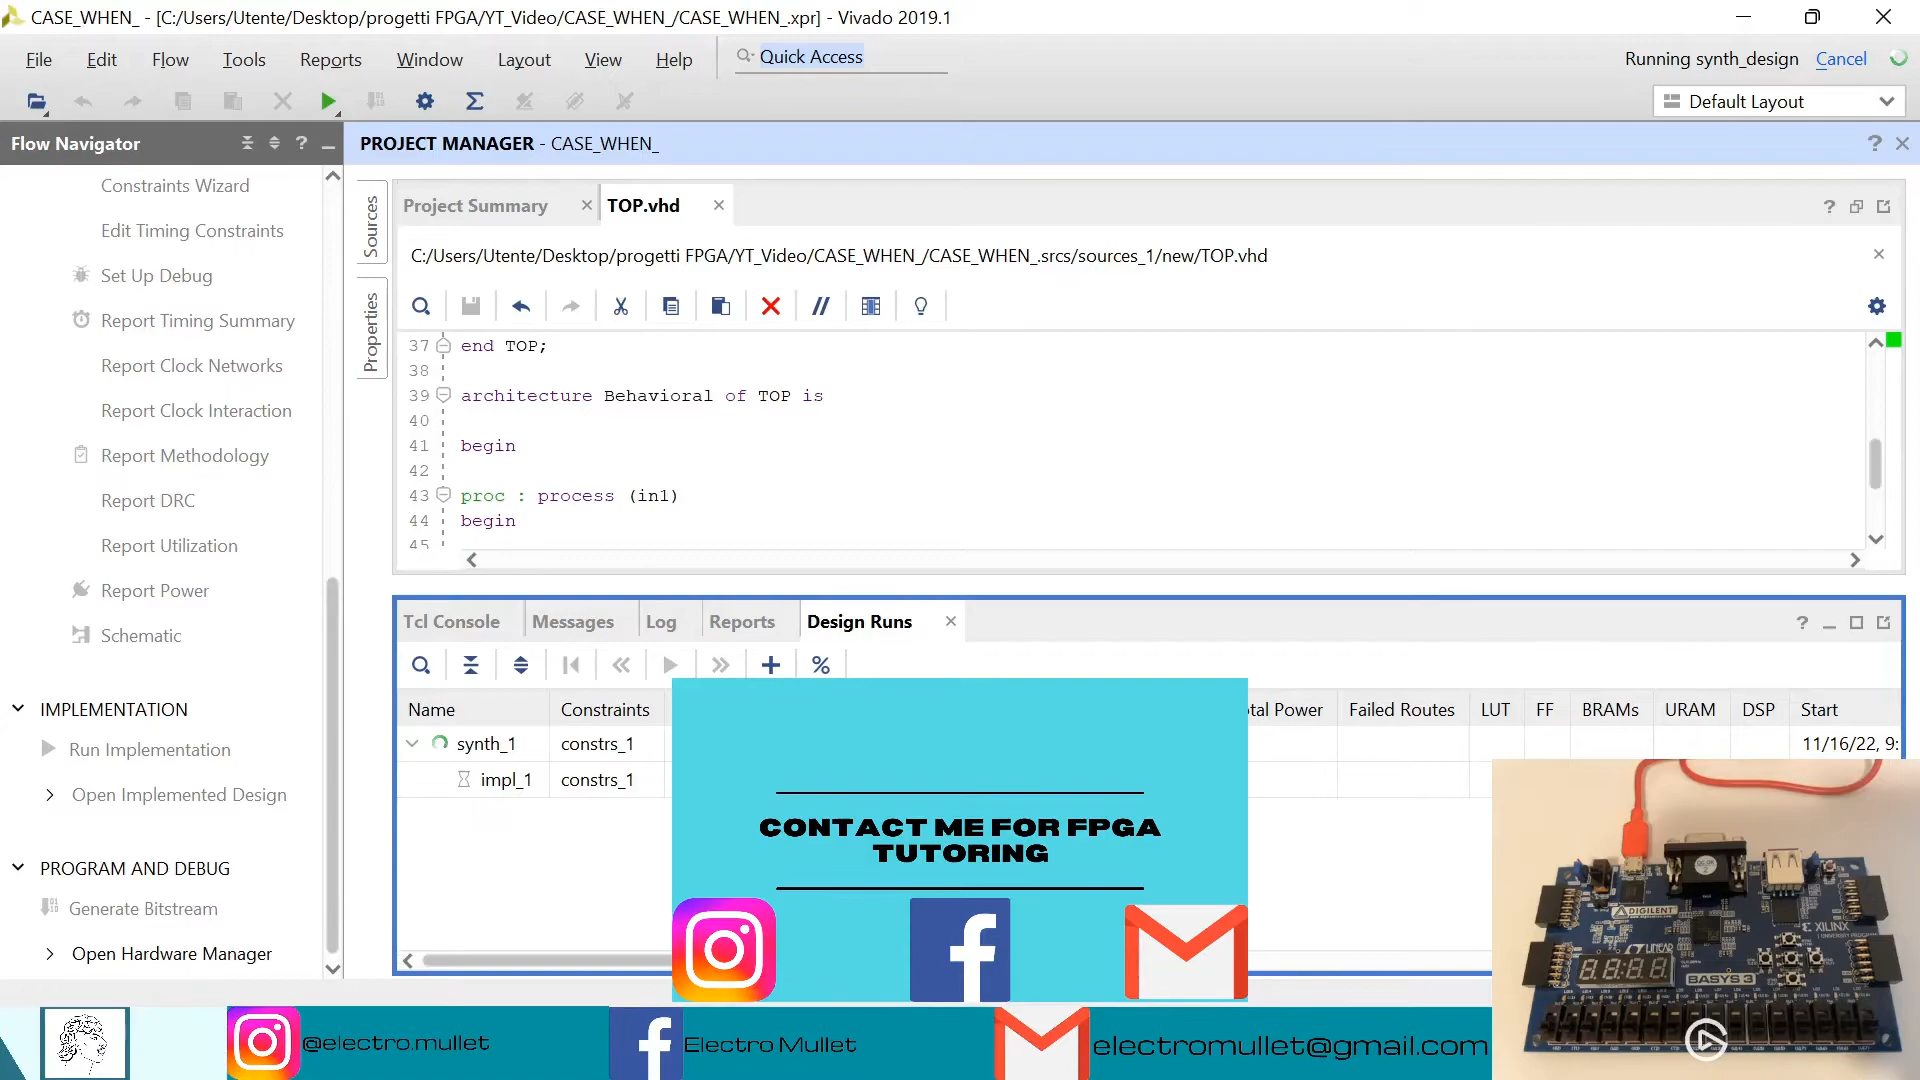 CASE_WHEN_ - [C:/Users/Utente/Desktop/progetti FPGA/YT_Video/CASE_WHEN_/CASE_WHEN_.xpr] - Vivado 2019.1
File Edit Flow Tools Reports Window Layout View Help Quick Access
Running synth_design Cancel
Default Layout
Flow Navigator
PROJECT MANAGER - CASE_WHEN_
Constraints Wizard
Edit Timing Constraints
Set Up Debug
Report Timing Summary
Report Clock Networks
Report Clock Interaction
Report Methodology
Report DRC
Report Utilization
Report Power
Schematic
IMPLEMENTATION
Run Implementation
Open Implemented Design
PROGRAM AND DEBUG
Generate Bitstream
Open Hardware Manager
Sources
Properties
Project Summary TOP.vhd
C:/Users/Utente/Desktop/progetti FPGA/YT_Video/CASE_WHEN_/CASE_WHEN_.srcs/sources_1/new/TOP.vhd
37 end TOP;
38
39 architecture Behavioral of TOP is
40
41 begin
42
43 proc : process (in1)
44 begin
45
Tcl Console Messages Log Reports Design Runs
Name Constraints tal Power Failed Routes LUT FF BRAMs URAM DSP Start
synth_1 constrs_1 11/16/22, 9:
impl_1 constrs_1
CONTACT ME FOR FPGA
TUTORING
DIGILENT
XILINX
LINEAR
BASYS 3
@electro.mullet
Electro Mullet
electromullet@gmail.com